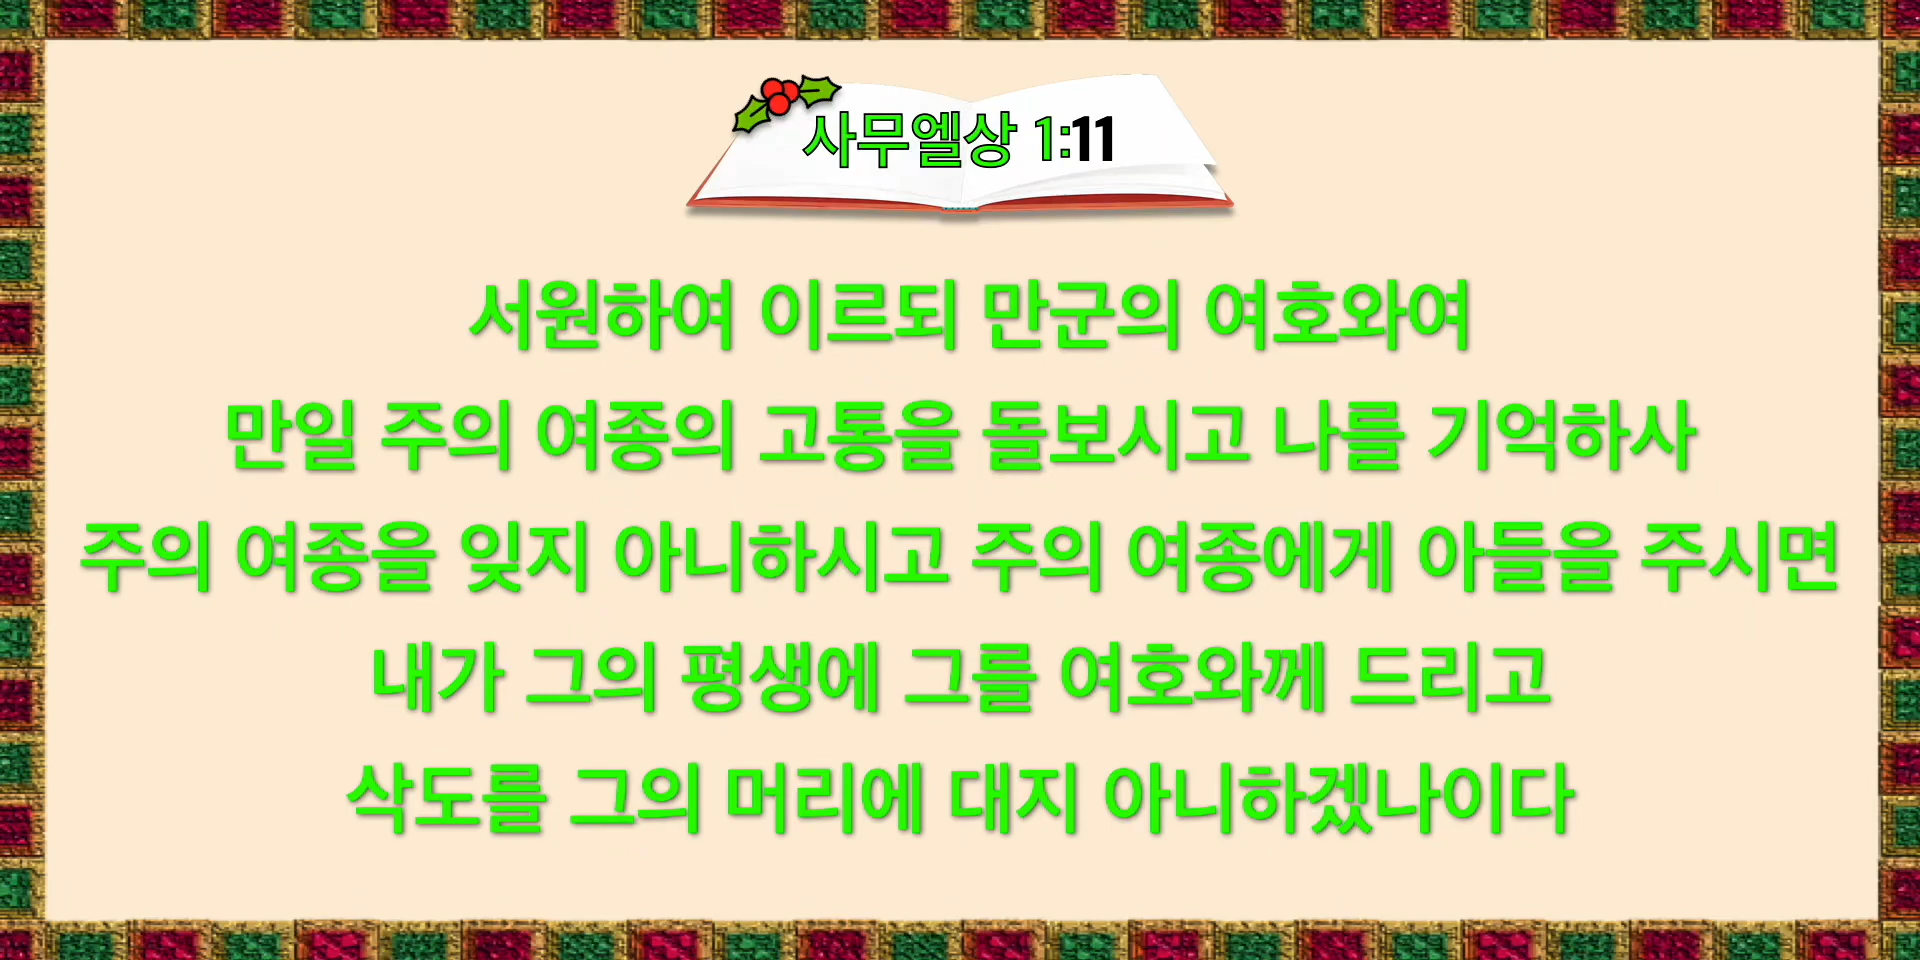 사무엘상 1:11
서원하여 이르되 만군의 여호와여
만일 주의 여종의 고통을 돌보시고 나를 기억하사
주의 여종을 잊지 아니하시고 주의 여종에게 아들을 주시면
내가 그의 평생에 그를 여호와께 드리고
삭도를 그의 머리에 대지 아니하겠나이다